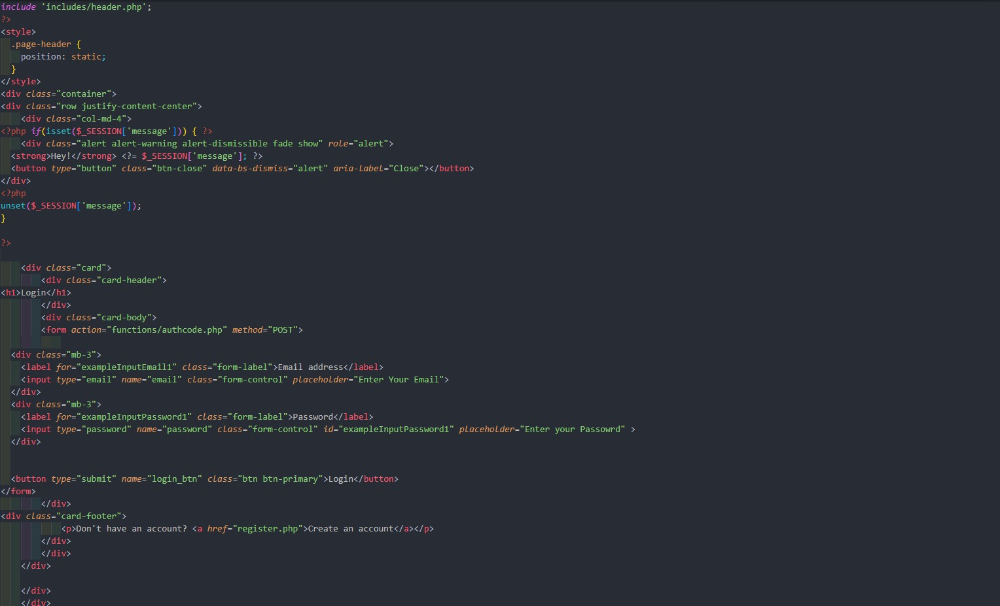 include 'includes/header.php';
?>
<style>
.page-header {
position: static;
}
</style>
<div class="container">
<div class="row justify-content-center">
<div class="col-md-4">
<?php if(isset($_SESSION['message'])) { ?>
<div class="alert alert-warning alert-dismissible fade show" role="alert">
<strong>Hey!</strong> <?= $_SESSION['message']; ?>
<button type="button" class="btn-close" data-bs-dismiss="alert" aria-label="Close"></button>
</div>
<?php
unset($_SESSION['message']);
}
?>
<div class="card">
<div class="card-header">
<h1>Login</h1>
</div>
<div class="card-body">
<form action="functions/authcode.php" method="POST">
<div class="mb-3">
<label for="exampleInputEmail1" class="form-label">Email address</label>
<input type="email" name="email" class="form-control" placeholder="Enter Your Email">
</div>
<div class="mb-3">
<label for="exampleInputPassword1" class="form-label">Password</label>
<input type="password" name="password" class="form-control" id="exampleInputPassword1" placeholder="Enter your Passowrd" >
</div>
<button type="submit" name="login_btn" class="btn btn-primary">Login</button>
</form>
</div>
<div class="card-footer">
<p>Don't have an account? <a href="register.php">Create an account</a></p>
</div>
</div>
</div>
</div>
</div>